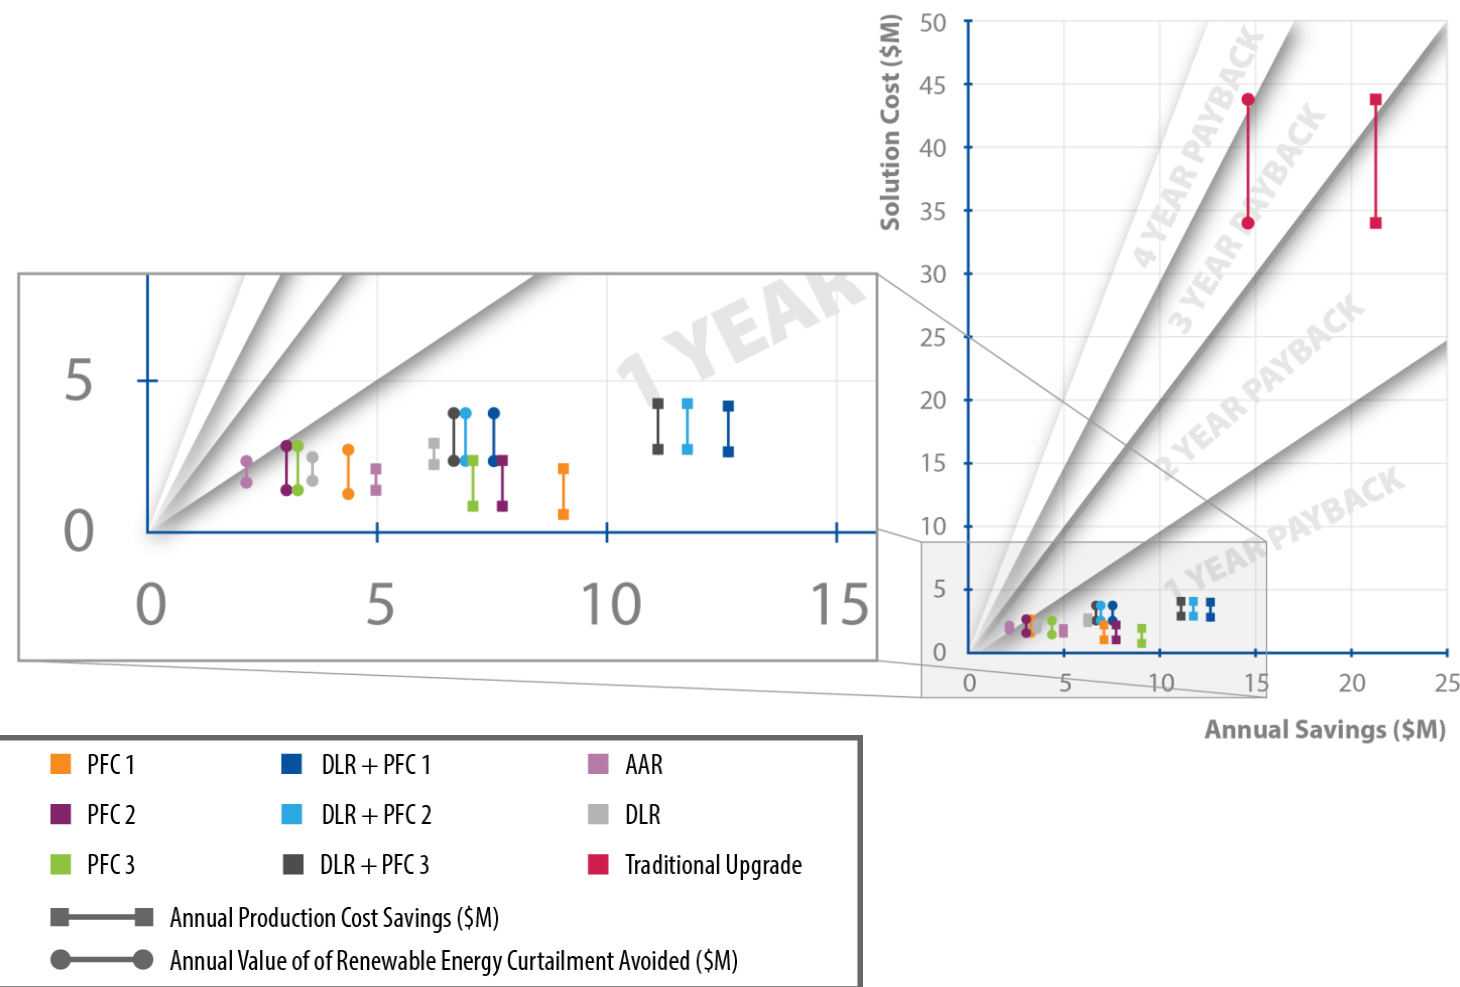 50
45
40
35
30
25
20
15
10
5
0
Solution Cost ($M)
4 YEAR PAYBACK
3 YEAR PAYBACK
2 YEAR PAYBACK
1 YEAR PAYBACK
0 5 10 15 20 25
Annual Savings ($M)
1 YEAR
5
0
0 5 10 15
PFC 1 DLR + PFC 1 AAR
PFC 2 DLR + PFC 2 DLR
PFC 3 DLR + PFC 3 Traditional Upgrade
Annual Production Cost Savings ($M)
Annual Value of of Renewable Energy Curtailment Avoided ($M)